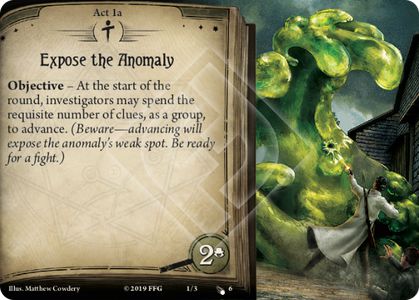 Act 1a
Expose the Anomaly
Objective – At the start of the
round, investigators may spend the
requisite number of clues, as a group,
to advance. (Beware—advancing will
expose the anomaly's weak spot. Be ready
for a fight.)
2
Illus. Matthew Cowdery © 2019 FFG 1/3 6